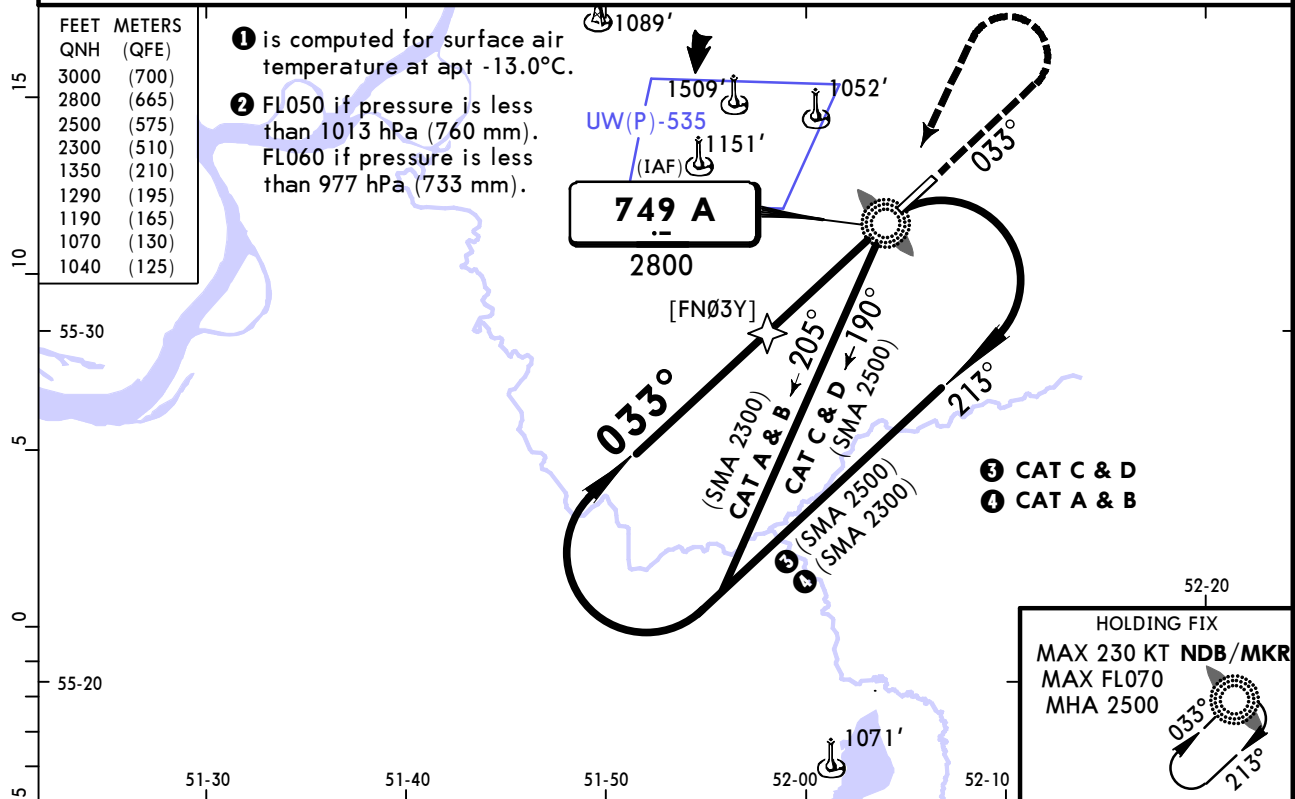 FEET METERS
QNH (QFE)
3000 (700)
2800 (665)
2500 (575)
2300 (510)
1350 (210)
1290 (195)
1190 (165)
1070 (130)
1040 (125)
1 is computed for surface air
temperature at apt -13.0°C.
2 FL050 if pressure is less
than 1013 hPa (760 mm).
FL060 if pressure is less
than 977 hPa (733 mm).
1089'
1509'
1052'
UW(P)-535
1151'
(IAF)
749 A
2800
033°
[FNØ3Y]
033°
205°
CAT A & B
(SMA 2300)
190°
CAT C & D
(SMA 2500)
213°
3 (SMA 2500)
4 (SMA 2300)
3 CAT C & D
4 CAT A & B
15
10
5
0
5
55-30
55-20
51-30
51-40
51-50
52-00
52-10
52-20
1071'
HOLDING FIX
MAX 230 KT NDB/MKR
MAX FL070
MHA 2500
033°
213°